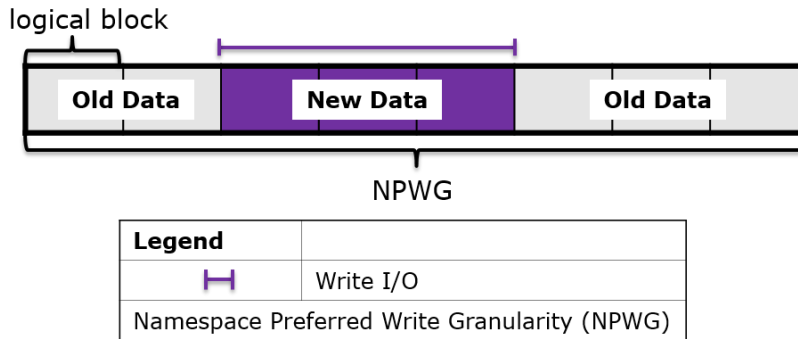 logical block
Old Data New Data Old Data
NPWG
Legend
Write I/O
Namespace Preferred Write Granularity (NPWG)